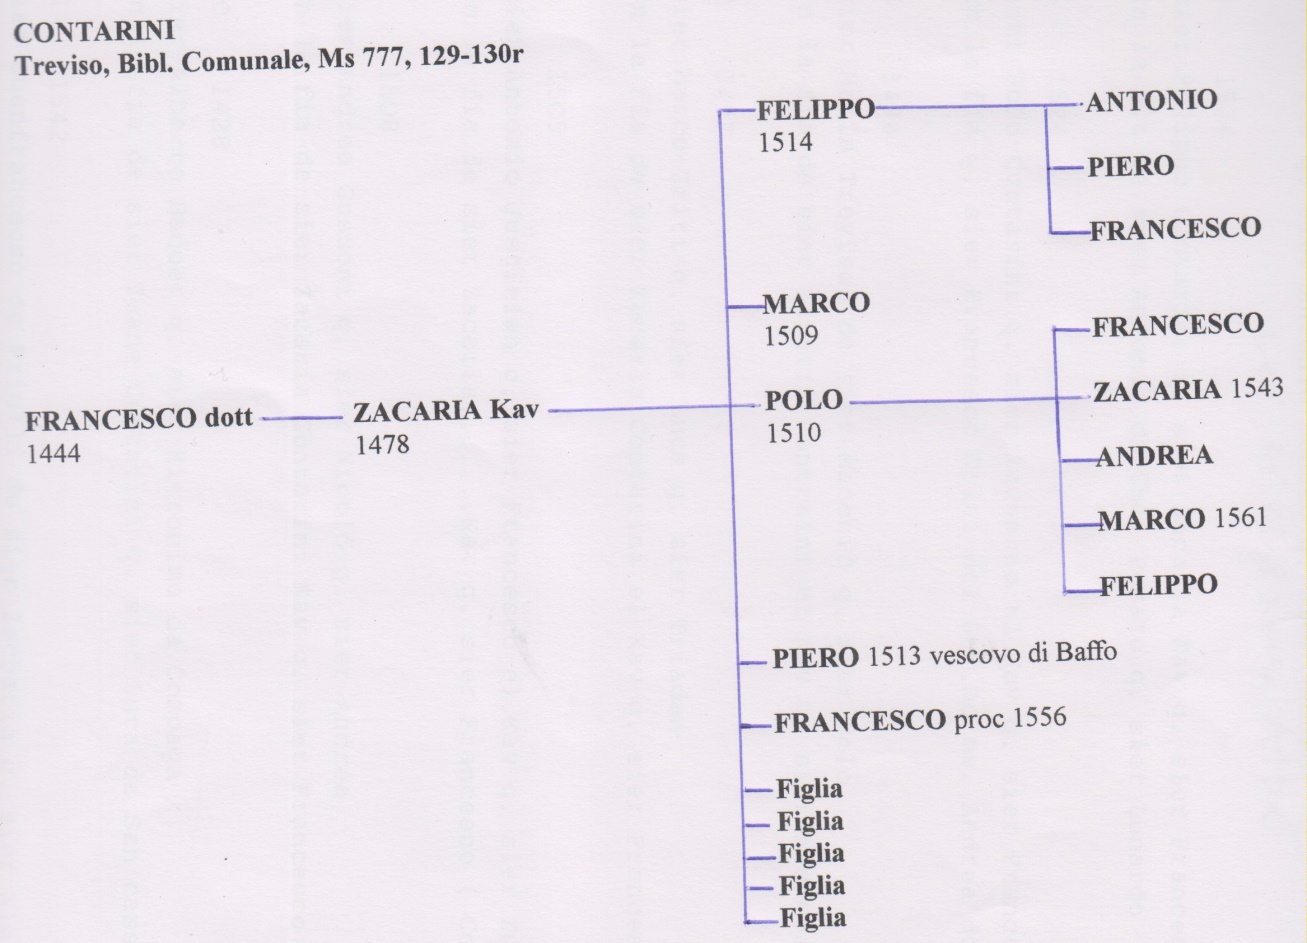 CONTARINI
Treviso, Bibl. Comunale, Ms 777, 129-130r
FRANCESCO dott
1444
ZACARIA Kav
1478
FELIPPO
1514
ANTONIO
PIERO
FRANCESCO
MARCO
1509
POLO
1510
FRANCESCO
ZACARIA 1543
ANDREA
MARCO 1561
FELIPPO
PIERO 1513 vescovo di Baffo
FRANCESCO proc 1556
Figlia
Figlia
Figlia
Figlia
Figlia